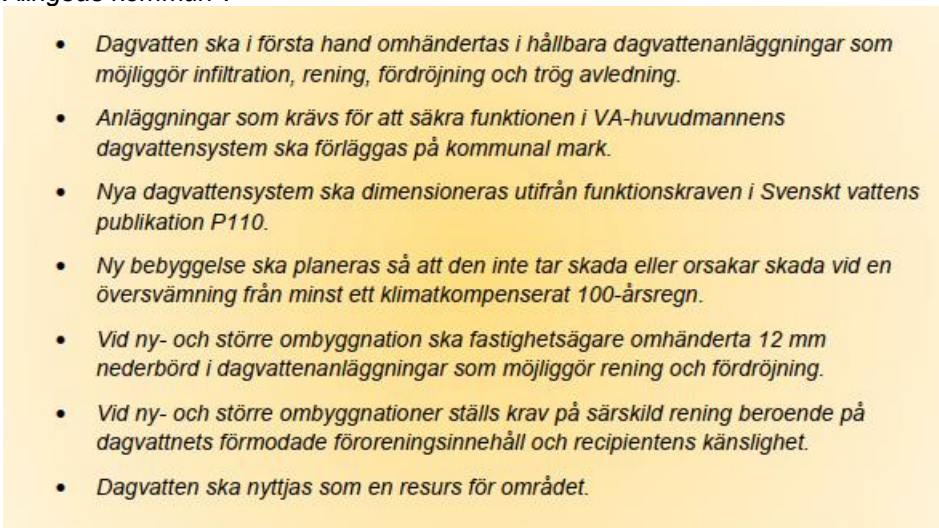 • Dagvatten ska i första hand omhändertas i hållbara dagvattenanläggningar som
möjliggör infiltration, rening, fördröjning och trög avledning.
• Anläggningar som krävs för att säkra funktionen i VA-huvudmannens
dagvattensystem ska förläggas på kommunal mark.
• Nya dagvattensystem ska dimensioneras utifrån funktionskraven i Svenskt vattens
publikation P110.
• Ny bebyggelse ska planeras så att den inte tar skada eller orsakar skada vid en
översvämning från minst ett klimatkompenserat 100-årsregn.
• Vid ny- och större ombyggnation ska fastighetsägare omhänderta 12 mm
nederbörd i dagvattenanläggningar som möjliggör rening och fördröjning.
• Vid ny- och större ombyggnationer ställs krav på särskild rening beroende på
dagvattnets förmodade föroreningsinnehåll och recipientens känslighet.
• Dagvatten ska nyttjas som en resurs för området.